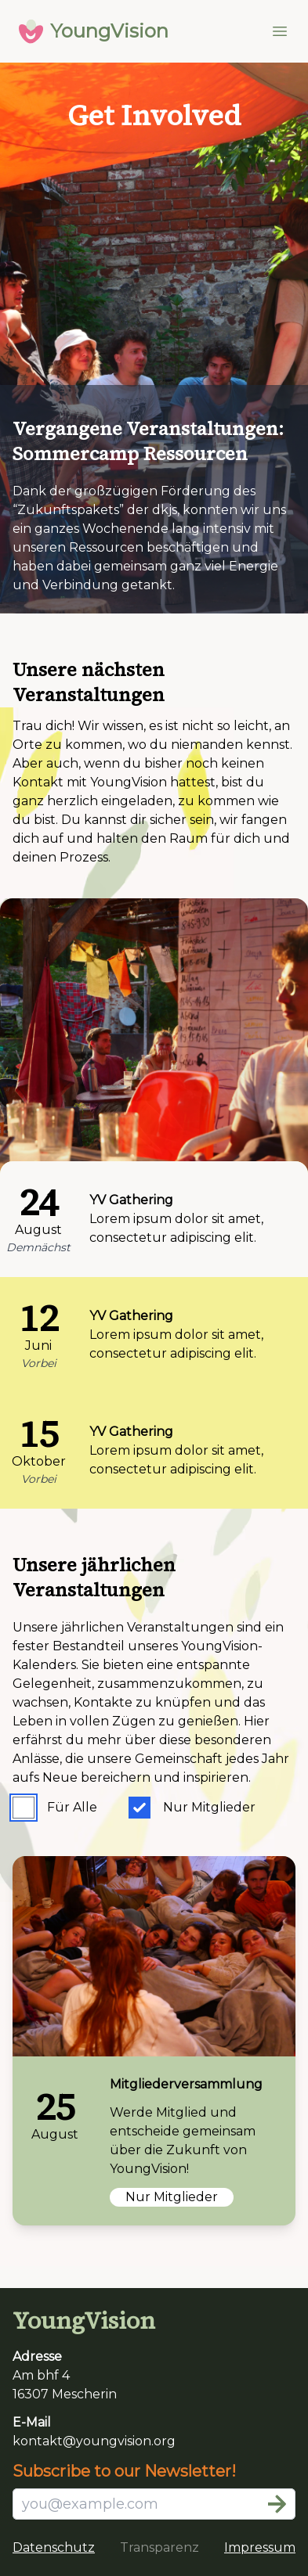 YoungVision
Get Involved
Vergangene Veranstaltungen:
Sommercamp Ressourcen
Dank der großzügigen Förderung des
“Zukunftspakets” der dkjs, konnten wir uns
ein ganzes Wochenende lang intensiv mit
unseren Ressourcen beschäftigen und
haben dabei gemeinsam ganz viel Energie
und Verbindung getankt.
Unsere nächsten
Veranstaltungen
Trau dich! Wir wissen, es ist nicht so leicht, an
Orte zu kommen, wo du niemanden kennst.
Aber auch, wenn du bisher noch keinen
Kontakt mit YoungVision hattest, bist du
ganz herzlich eingeladen, zu kommen wie
du bist. Du kannst dir sicher sein, wir fangen
dich auf und halten den Raum für dich und
deinen Prozess.
24
August
Demnächst
YV Gathering
Lorem ipsum dolor sit amet,
consectetur adipiscing elit.
12
Juni
Vorbei
YV Gathering
Lorem ipsum dolor sit amet,
consectetur adipiscing elit.
15
Oktober
Vorbei
YV Gathering
Lorem ipsum dolor sit amet,
consectetur adipiscing elit.
Unsere jährlichen
Veranstaltungen
Unsere jährlichen Veranstaltungen sind ein
fester Bestandteil unseres YoungVision-
Kalenders. Sie bieten eine entspannte
Gelegenheit, zusammenzukommen, zu
wachsen, Kontakte zu knüpfen und das
Leben in vollen Zügen zu genießen. Hier
erfährst du mehr über diese besonderen
Anlässe, die unsere Gemeinschaft jedes Jahr
aufs Neue bereichern und inspirieren.
Für Alle Nur Mitglieder
25
August
Mitgliederversammlung
Werde Mitglied und
entscheide gemeinsam
über die Zukunft von
YoungVision!
Nur Mitglieder
YoungVision
Adresse
Am bhf 4
16307 Mescherin
E-Mail
kontakt@youngvision.org
Subscribe to our Newsletter!
you@example.com
Datenschutz Transparenz Impressum